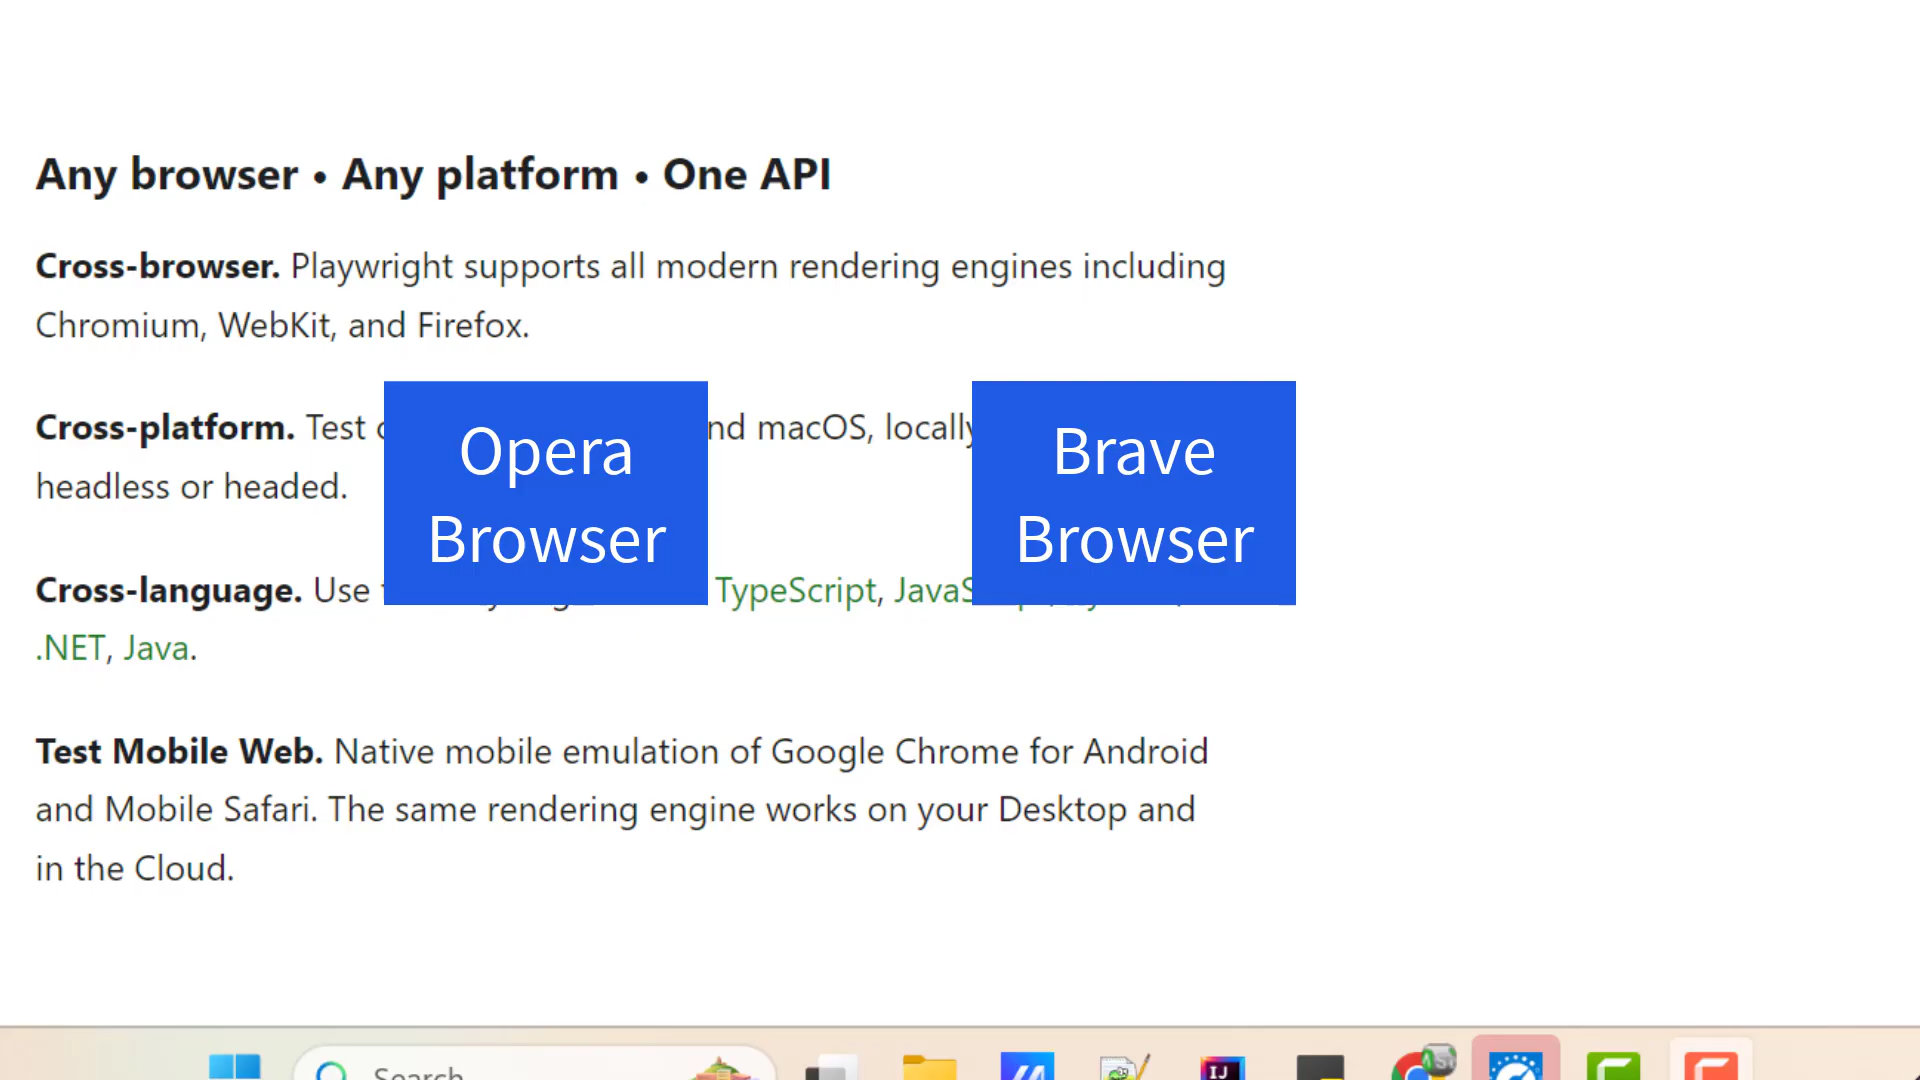 Any browser • Any platform • One API
Cross-browser. Playwright supports all modern rendering engines including
Chromium, WebKit, and Firefox.
Cross-platform. Test nd macOS, locally
headless or headed.
Opera
Browser
Brave
Browser
Cross-language. Use TypeScript, JavaS
.NET, Java.
Test Mobile Web. Native mobile emulation of Google Chrome for Android
and Mobile Safari. The same rendering engine works on your Desktop and
in the Cloud.
Search
IJ